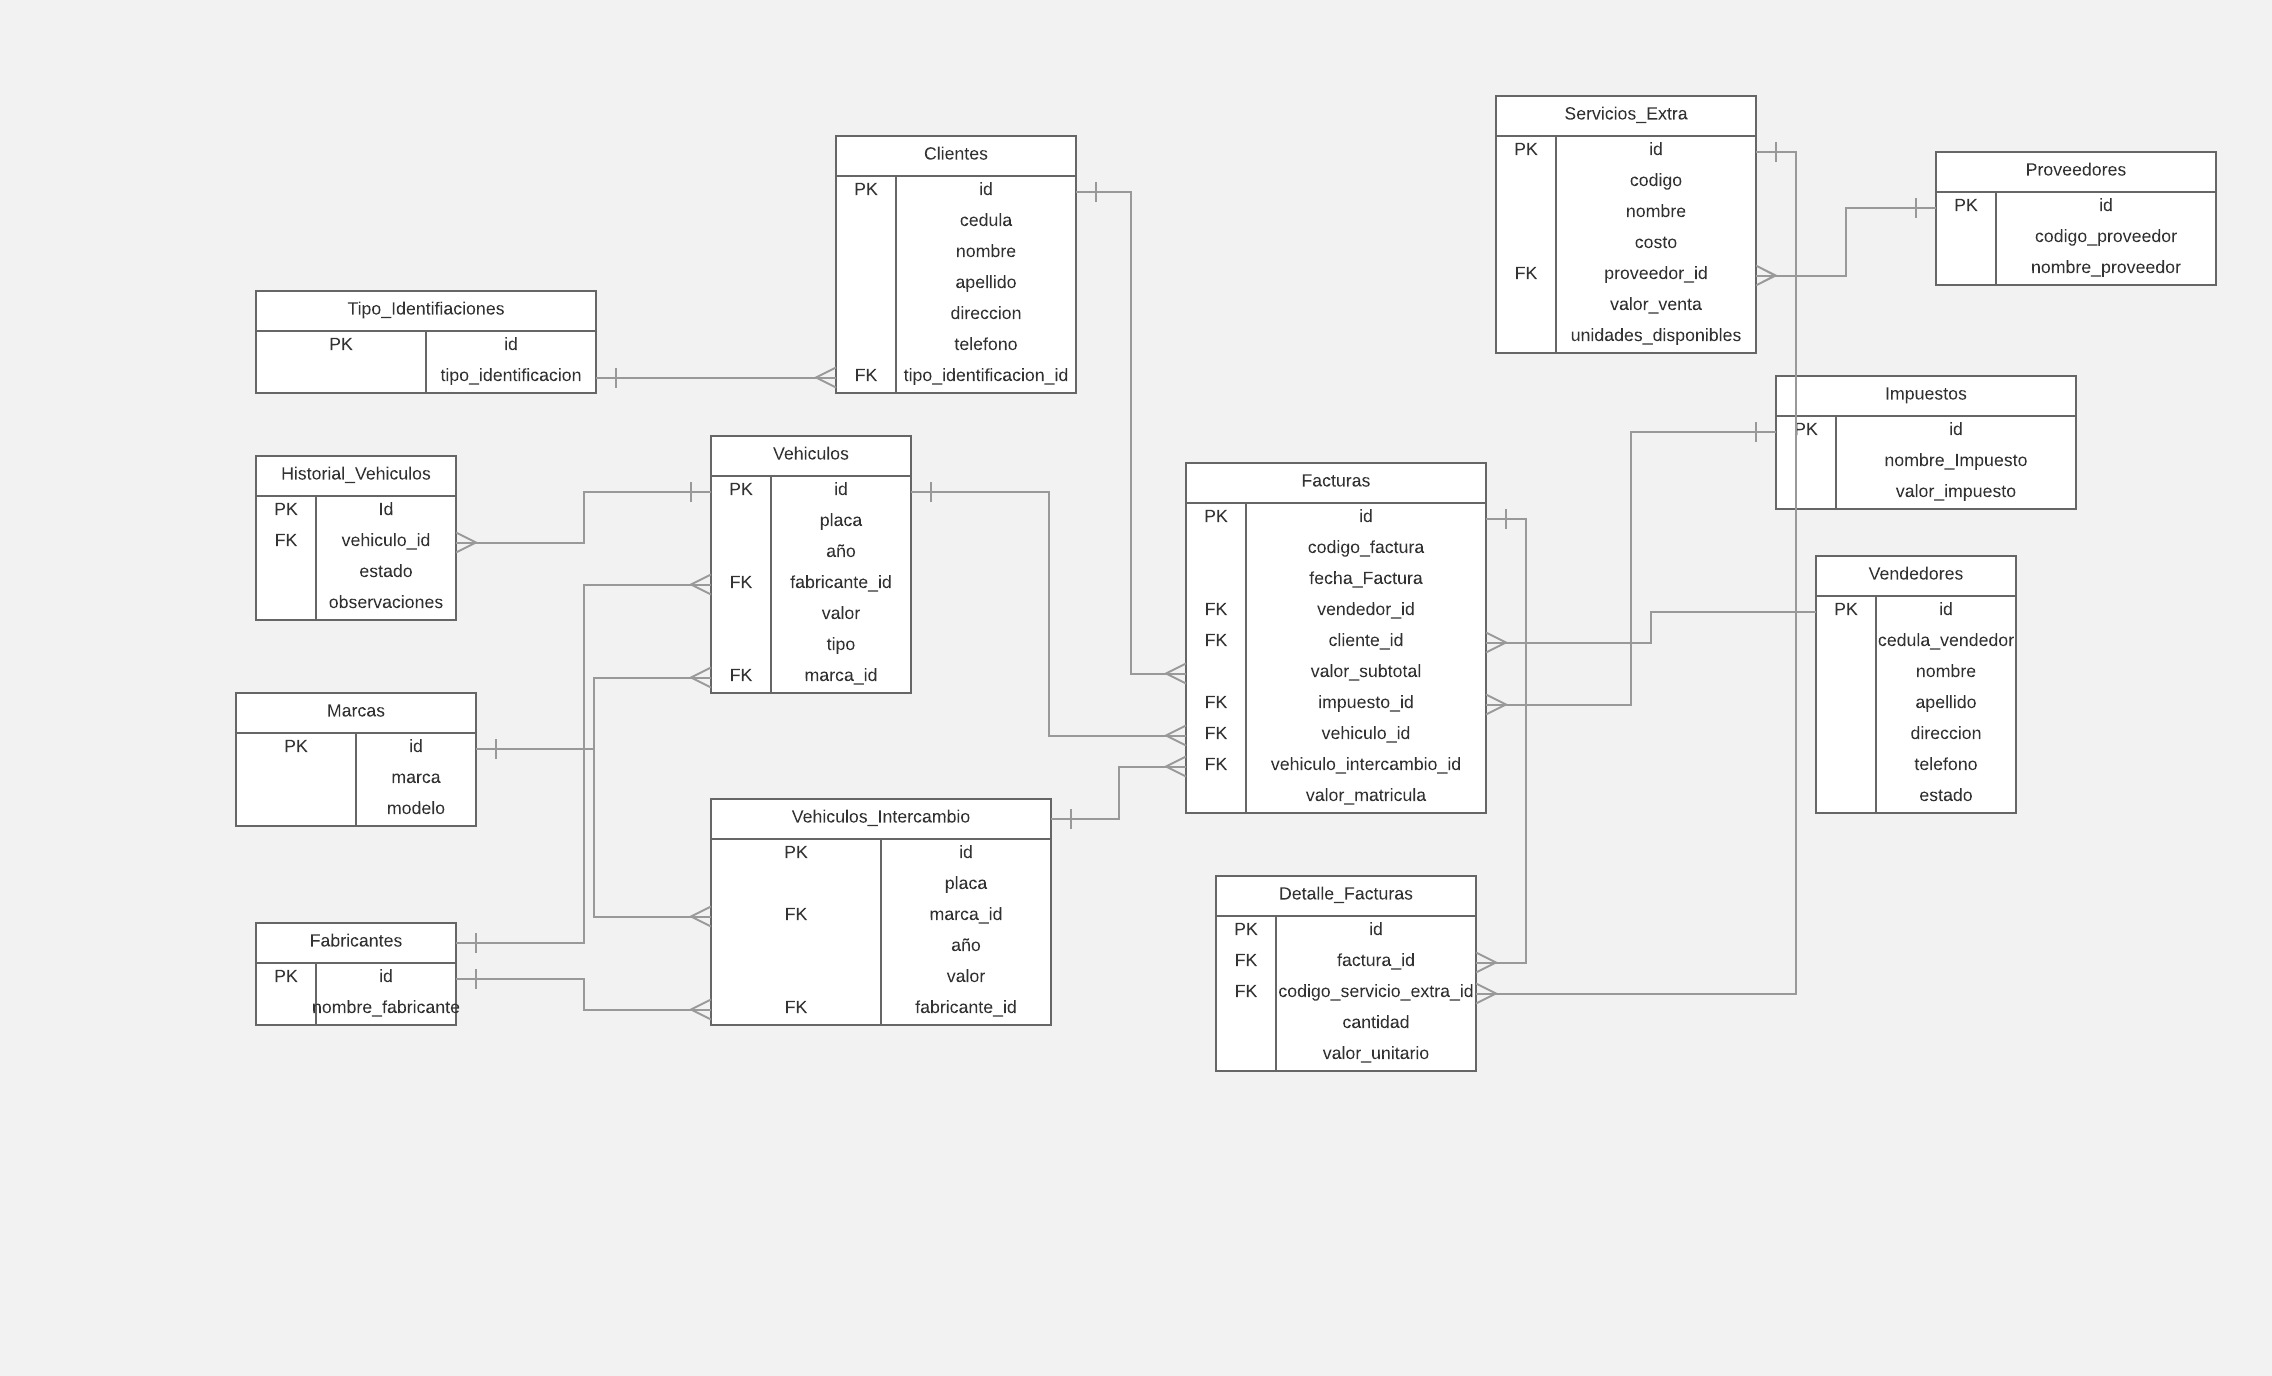 Servicios_Extra
PK id
codigo
nombre
costo
FK proveedor_id
valor_venta
unidades_disponibles
Clientes
PK id
cedula
nombre
apellido
direccion
telefono
FK tipo_identificacion_id
Proveedores
PK id
codigo_proveedor
nombre_proveedor
Tipo_Identifiaciones
PK id
tipo_identificacion
Impuestos
PK id
nombre_Impuesto
valor_impuesto
Vehiculos
PK id
placa
año
FK fabricante_id
valor
tipo
FK marca_id
Historial_Vehiculos
PK Id
FK vehiculo_id
estado
observaciones
Facturas
PK id
codigo_factura
fecha_Factura
FK vendedor_id
FK cliente_id
valor_subtotal
FK impuesto_id
FK vehiculo_id
FK vehiculo_intercambio_id
valor_matricula
Vendedores
PK id
cedula_vendedor
nombre
apellido
direccion
telefono
estado
Marcas
PK id
marca
modelo
Vehiculos_Intercambio
PK id
placa
FK marca_id
año
valor
FK fabricante_id
Detalle_Facturas
PK id
FK factura_id
FK codigo_servicio_extra_id
cantidad
valor_unitario
Fabricantes
PK id
nombre_fabricante